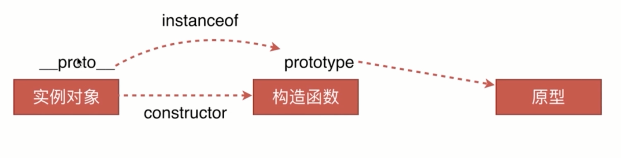 instanceof
__proto__
prototype
实例对象
构造函数
原型
constructor